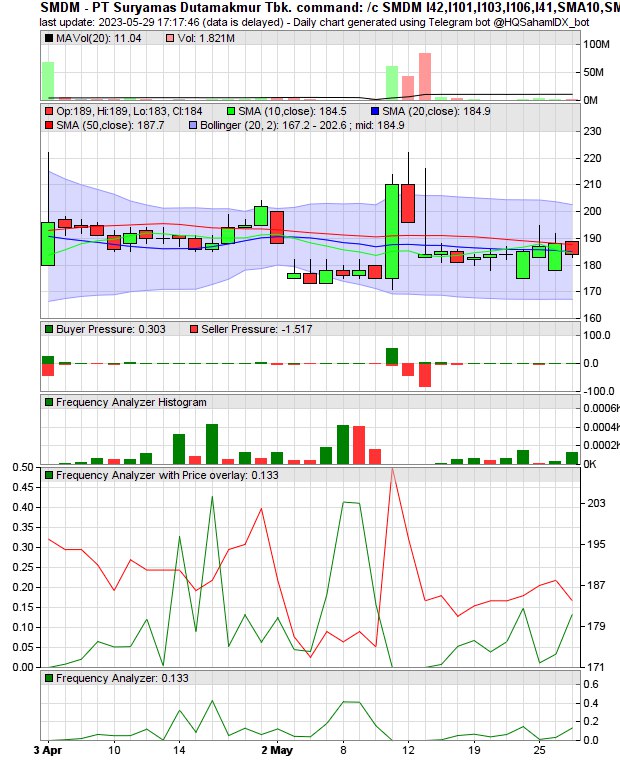 SMDM - PT Suryamas Dutamakmur Tbk. command: /c SMDM I42,I101,I103,I106,I41,SMA10,SM
last update: 2023-05-29 17:17:46 (data is delayed) - Daily chart generated using Telegram bot @HQSahamIDX_bot
MAVol(20): 11.04 Vol: 1.821M
100M
50M
0M
Op:189, Hi:189, Lo:183, Cl:184 SMA (10,close): 184.5 SMA (20,close): 184.9
SMA (50,close): 187.7 Bollinger (20, 2): 167.2 - 202.6 ; mid: 184.9
230
220
210
200
190
180
170
160
Buyer Pressure: 0.303 Seller Pressure: -1.517
100.0
0.0
-100.0
Frequency Analyzer Histogram
0.0006K
0.0004K
0.0002K
0K
Frequency Analyzer with Price overlay: 0.133
0.50
0.45
0.40
0.35
0.30
0.25
0.20
0.15
0.10
0.05
0.00
203
195
187
179
171
Frequency Analyzer: 0.133
0.6
0.4
0.2
0.0
3 Apr 10 14 2 May 8 12 19 25